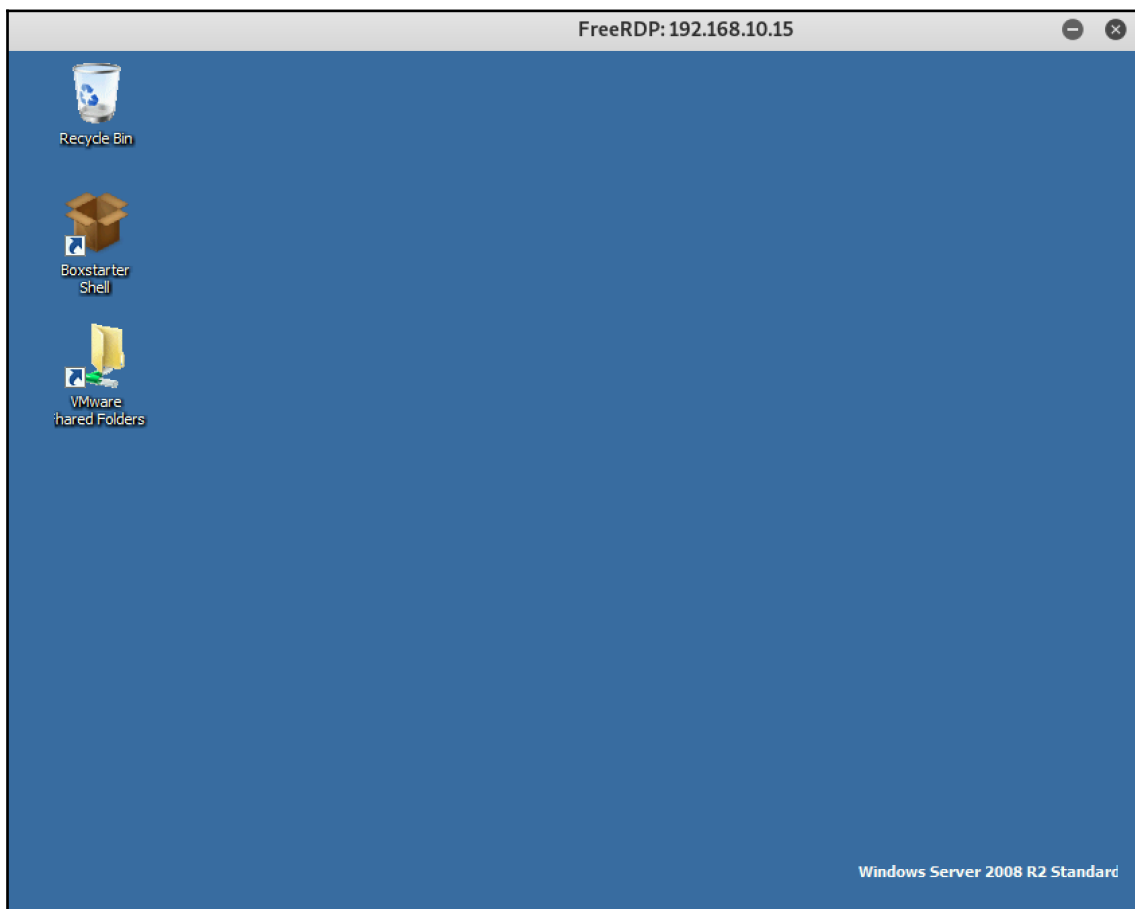 FreeRDP: 192.168.10.15
Recycle Bin
Boxstarter
Shell
VMware
hared Folders
Windows Server 2008 R2 Standard